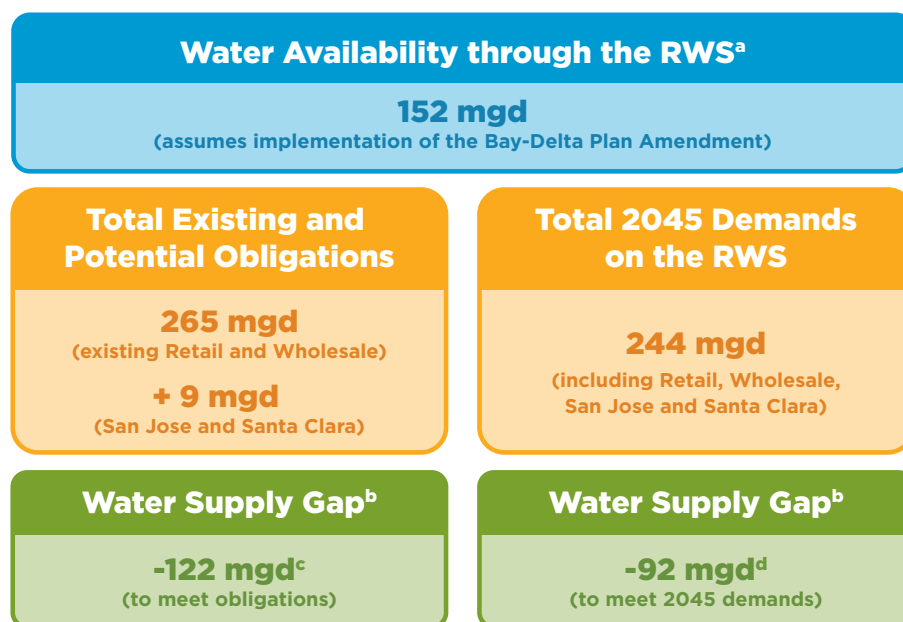 Water Availability through the RWSᵃ
152 mgd
(assumes implementation of the Bay-Delta Plan Amendment)
Total Existing and
Potential Obligations
265 mgd
(existing Retail and Wholesale)
+ 9 mgd
(San Jose and Santa Clara)
Total 2045 Demands
on the RWS
244 mgd
(including Retail, Wholesale,
San Jose and Santa Clara)
Water Supply Gapᵇ
-122 mgdᶜ
(to meet obligations)
Water Supply Gapᵇ
-92 mgdᵈ
(to meet 2045 demands)